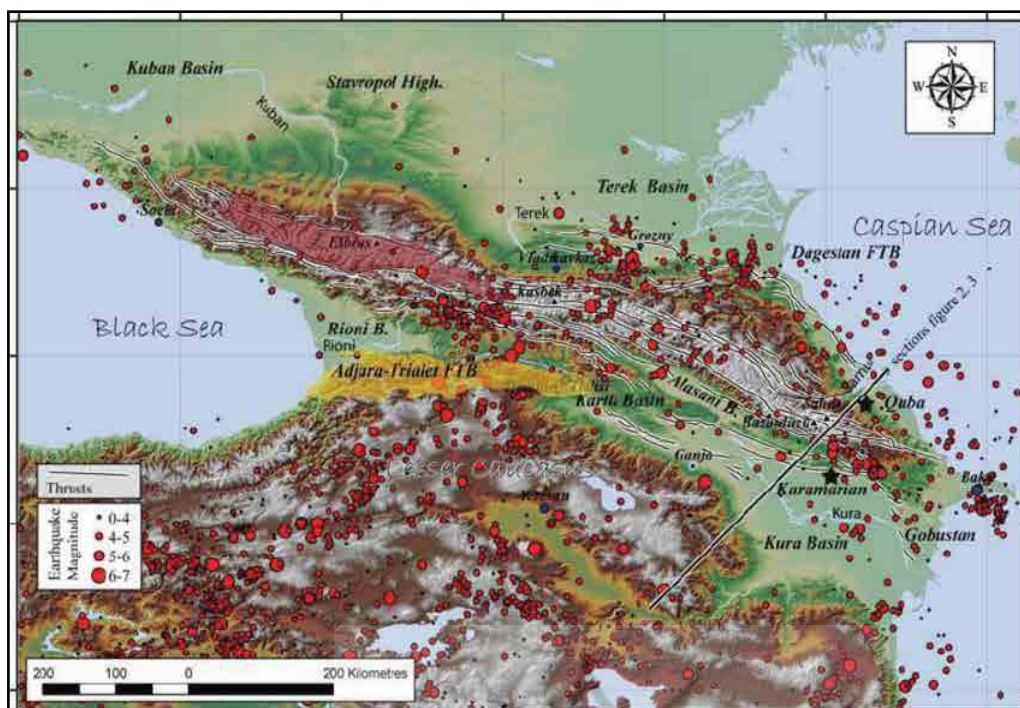 Kuban Basin
Stavropol High.
Kuban
N
W E
S
Terek Basin
Terek
Caspian Sea
Sochi
Grozny
Elbrus
Vladikavkaz
Dagestan FTB
Kasbek
sections figure 2, 3
Black Sea
Rioni B.
Rioni
Adjara-Trialet FTB
Alasani B.
Kartli Basin
Quba
Bazarduzu
Ganja
Lesser Caucasus
Karamarian
Baku
Yerevan
Kura
Kura Basin
Gobustan
Thrusts
Earthquake
Magnitude
0-4
4-5
5-6
6-7
200 100 0 200 Kilometres